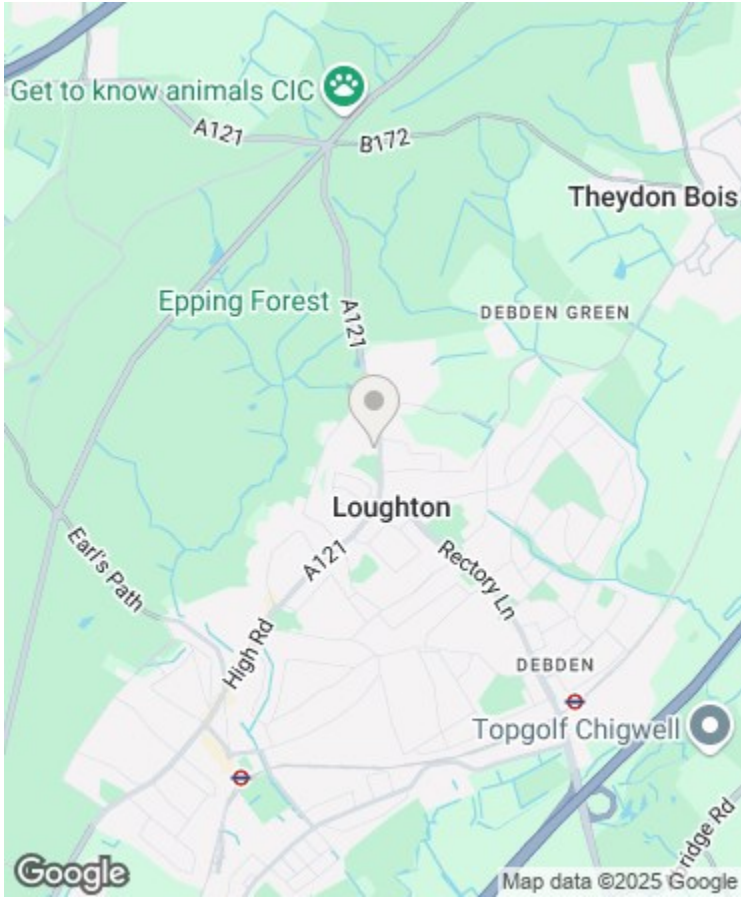 Get to know animals CIC
A121
B172
Theydon Bois
Epping Forest
A121
DEBDEN GREEN
Loughton
A121
Rectory Ln
Earl's Path
High Rd
DEBDEN
Topgolf Chigwell
Rd
Google
Map data ©2025 Google